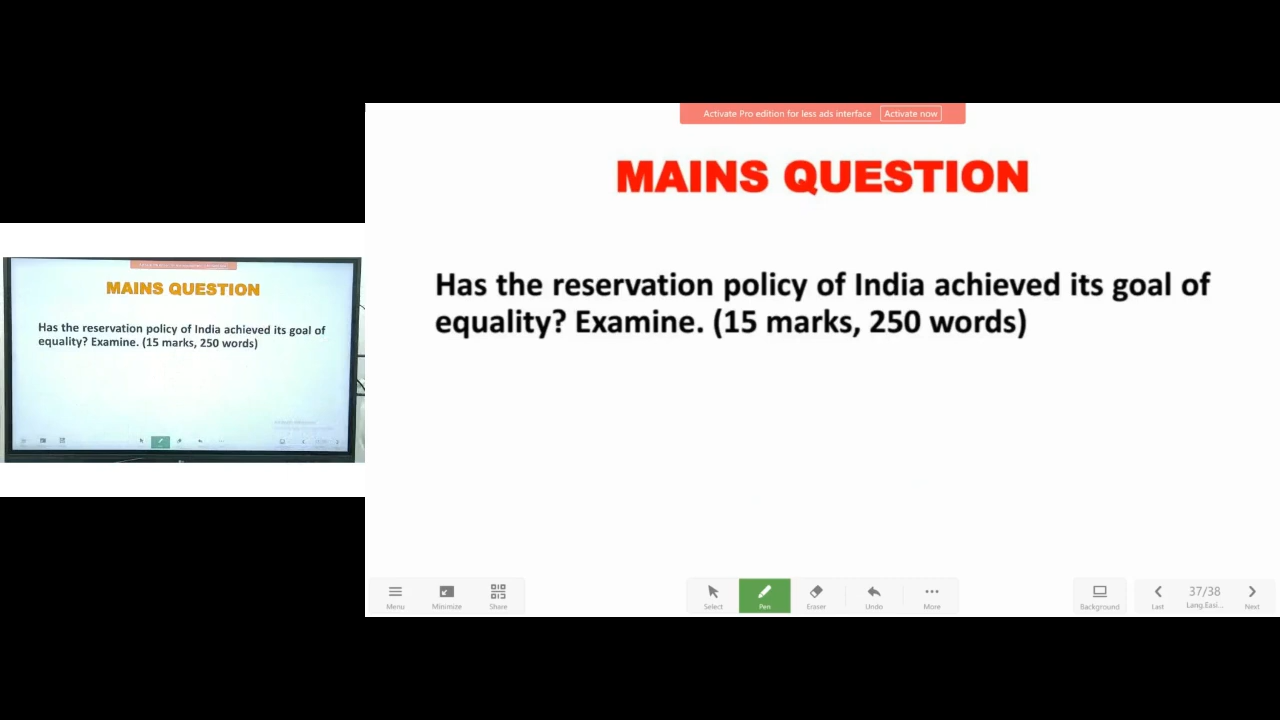 Activate Pro edition for less ads interface Activate now
MAINS QUESTION
Has the reservation policy of India achieved its goal of
equality? Examine. (15 marks, 250 words)
MAINS QUESTION
Has the reservation policy of India achieved its goal of
equality? Examine. (15 marks, 250 words)
Menu
Minimize
Share
Select
Pen
Eraser
Undo
More
Background
Last
37/38
Lang,Easi...
Next